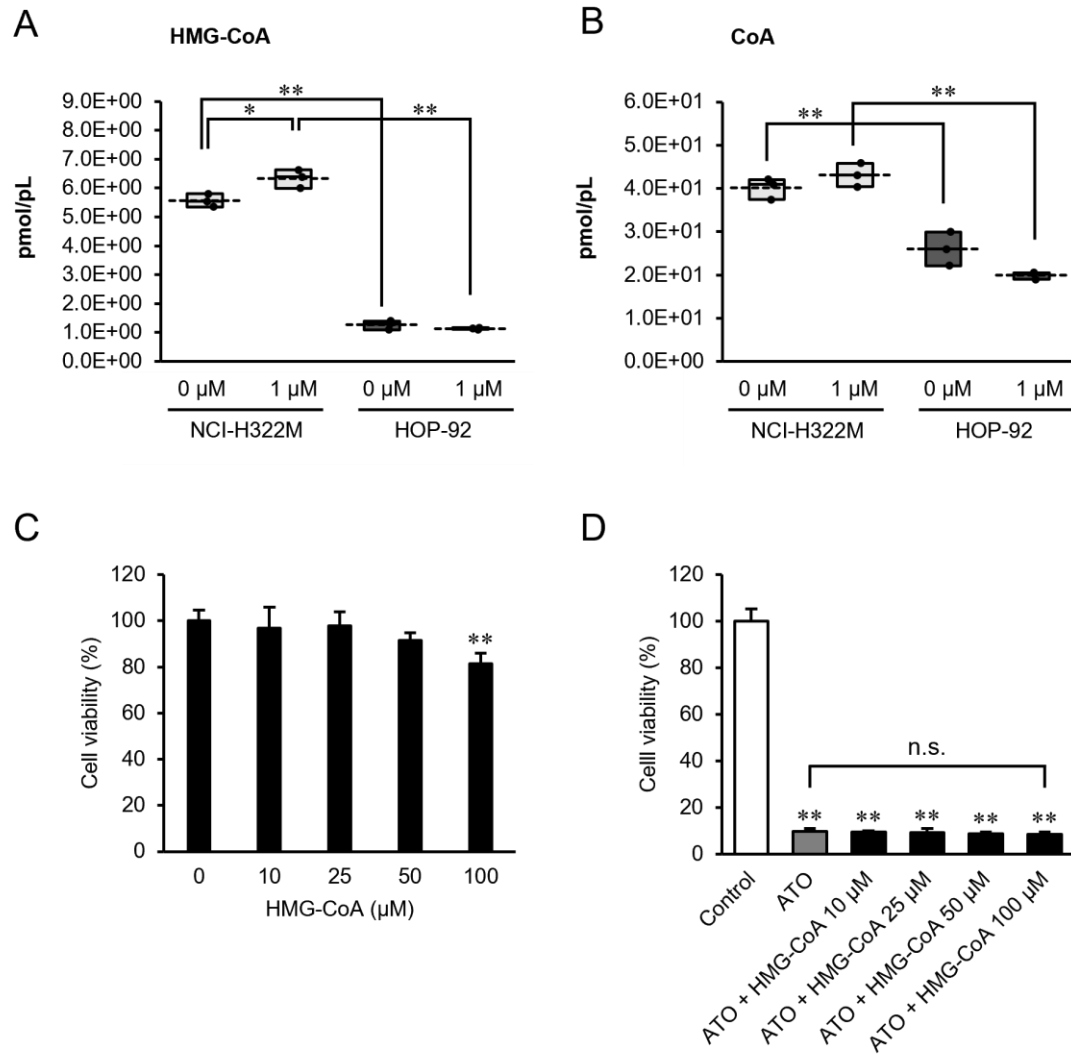 A
HMG-CoA
pmol/pL
9.0E+00
8.0E+00
7.0E+00
6.0E+00
5.0E+00
4.0E+00
3.0E+00
2.0E+00
1.0E+00
0.0E+00
**
*
**
0 µM
1 µM
0 µM
1 µM
NCI-H322M
HOP-92
B
CoA
pmol/pL
6.0E+01
5.0E+01
4.0E+01
3.0E+01
2.0E+01
1.0E+01
0.0E+00
**
**
0 µM
1 µM
0 µM
1 µM
NCI-H322M
HOP-92
C
Cell viability (%)
120
100
80
60
40
20
0
**
0
10
25
50
100
HMG-CoA (µM)
D
Celll viability (%)
120
100
80
60
40
20
0
n.s.
**
**
**
**
**
Control
ATO
ATO + HMG-CoA 10 µM
ATO + HMG-CoA 25 µM
ATO + HMG-CoA 50 µM
ATO + HMG-CoA 100 µM